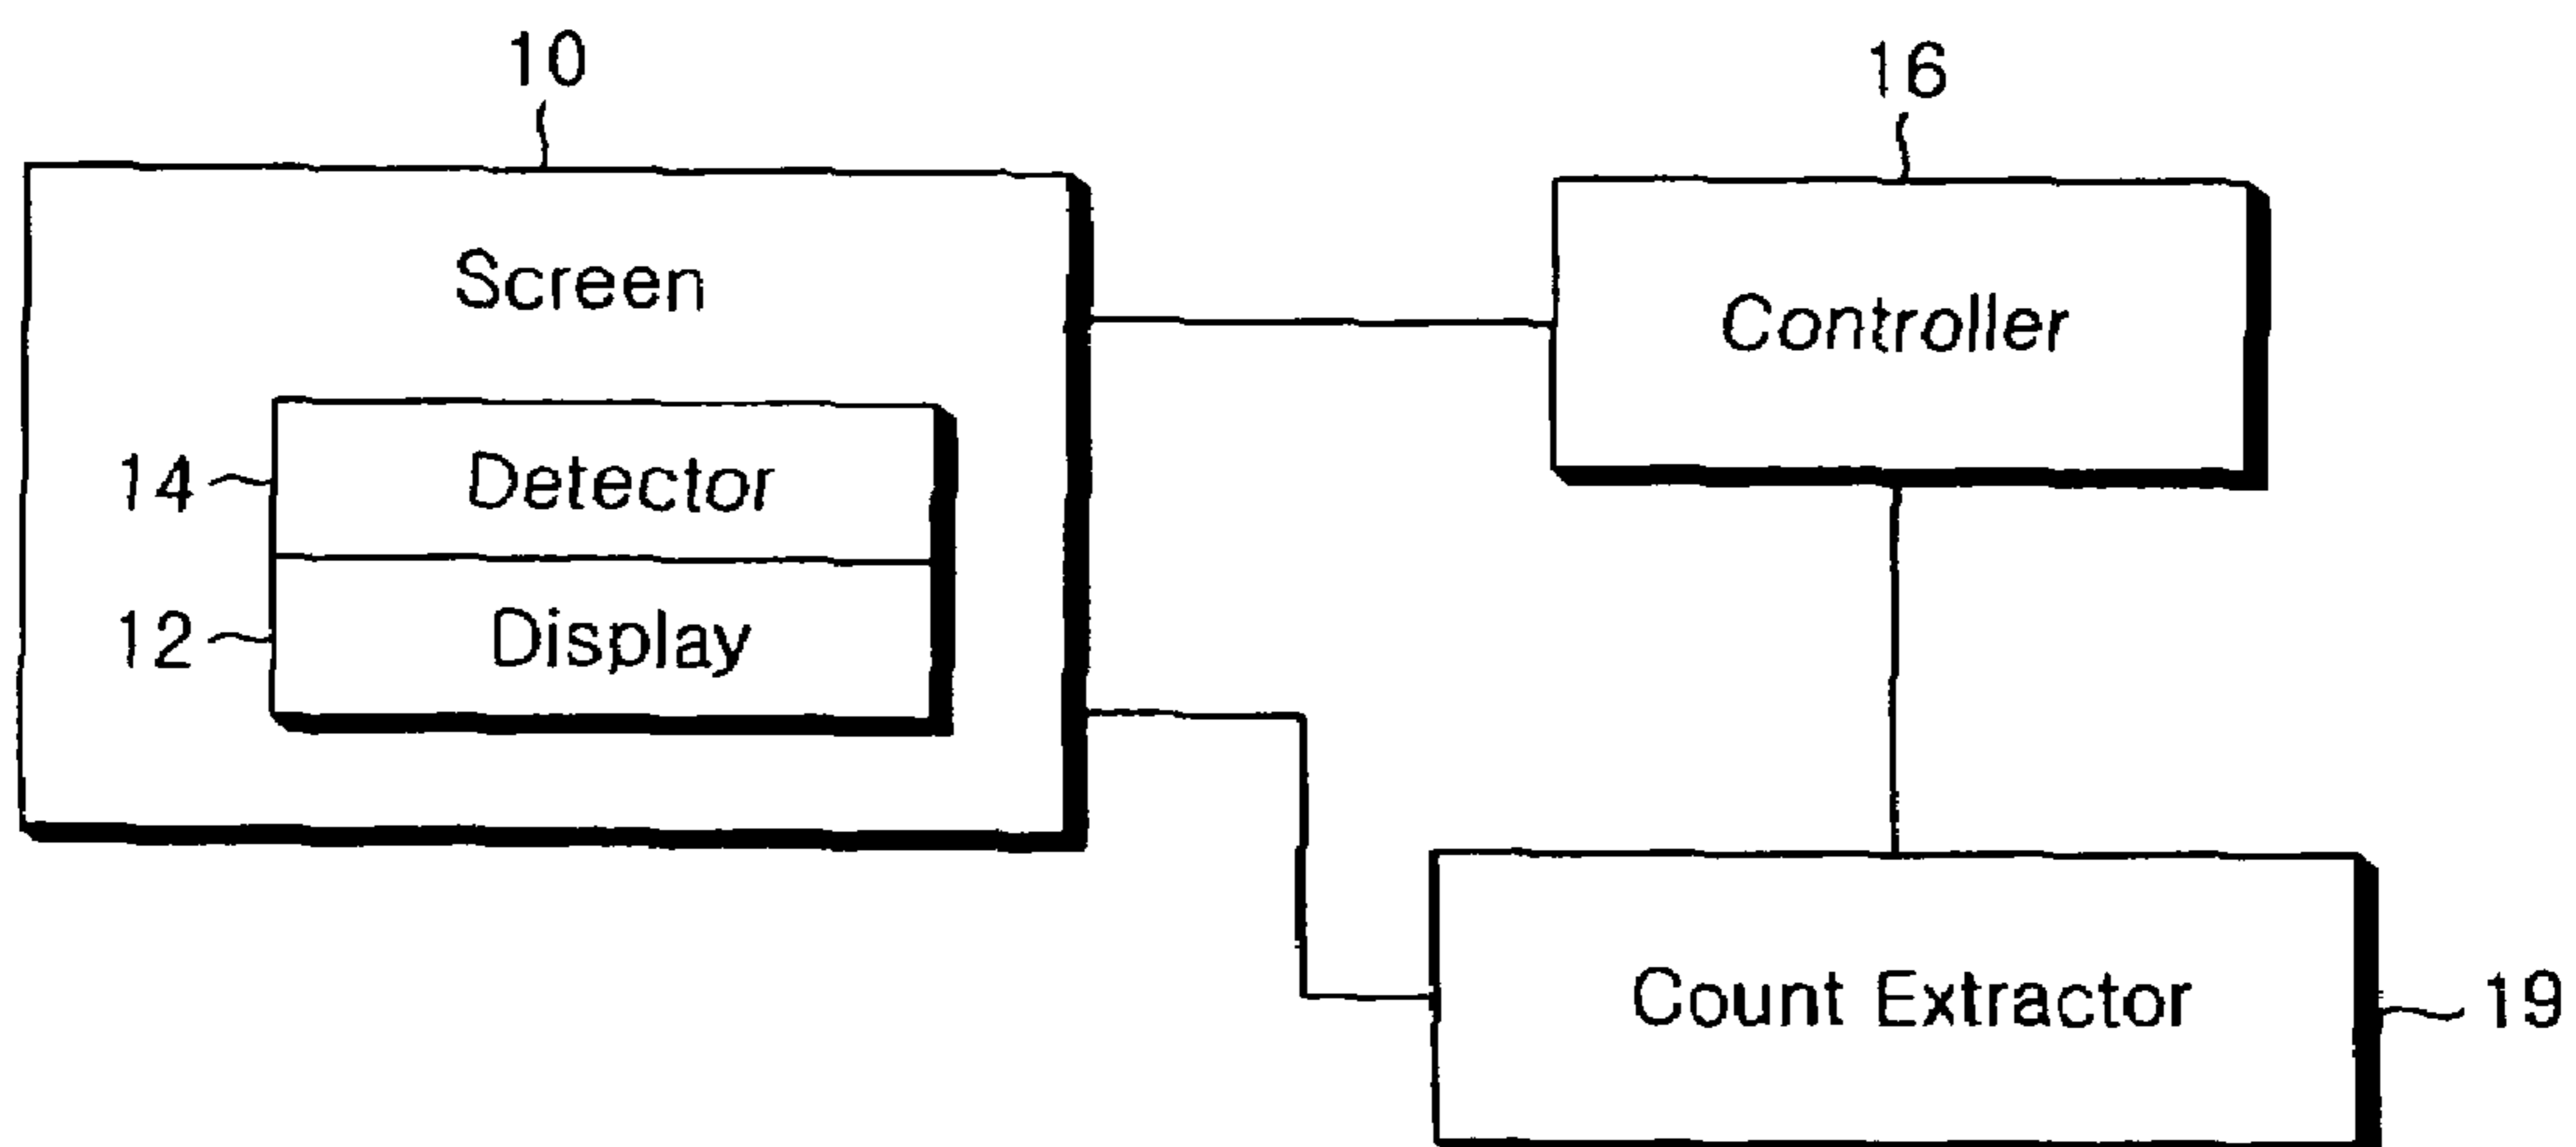 10
16
Screen
Controller
14
Detector
12
Display
Count Extractor
19